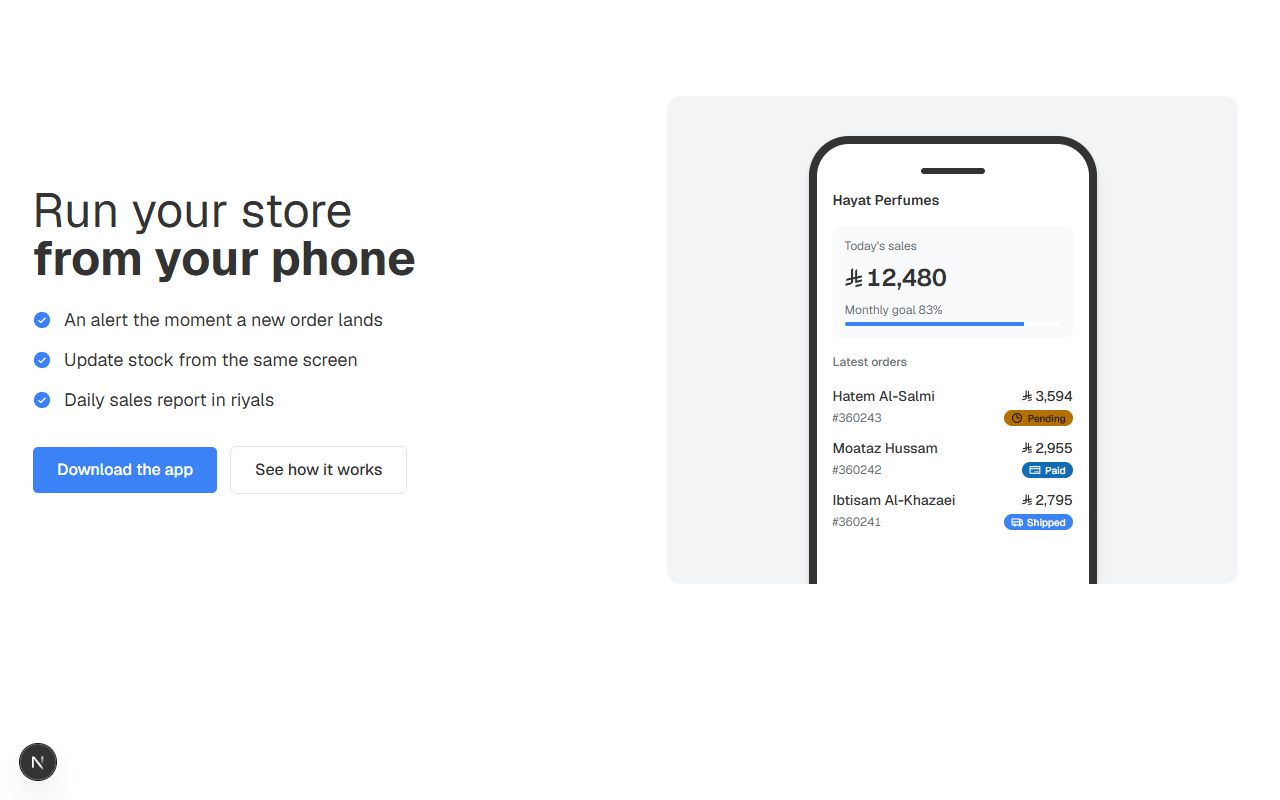 Run your store
from your phone
An alert the moment a new order lands
Update stock from the same screen
Daily sales report in riyals
Download the app
See how it works
Hayat Perfumes
Today's sales
⃁ 12,480
Monthly goal 83%
Latest orders
Hatem Al-Salmi
⃁ 3,594
#360243
Pending
Moataz Hussam
⃁ 2,955
#360242
Paid
Ibtisam Al-Khazaei
⃁ 2,795
#360241
Shipped
N